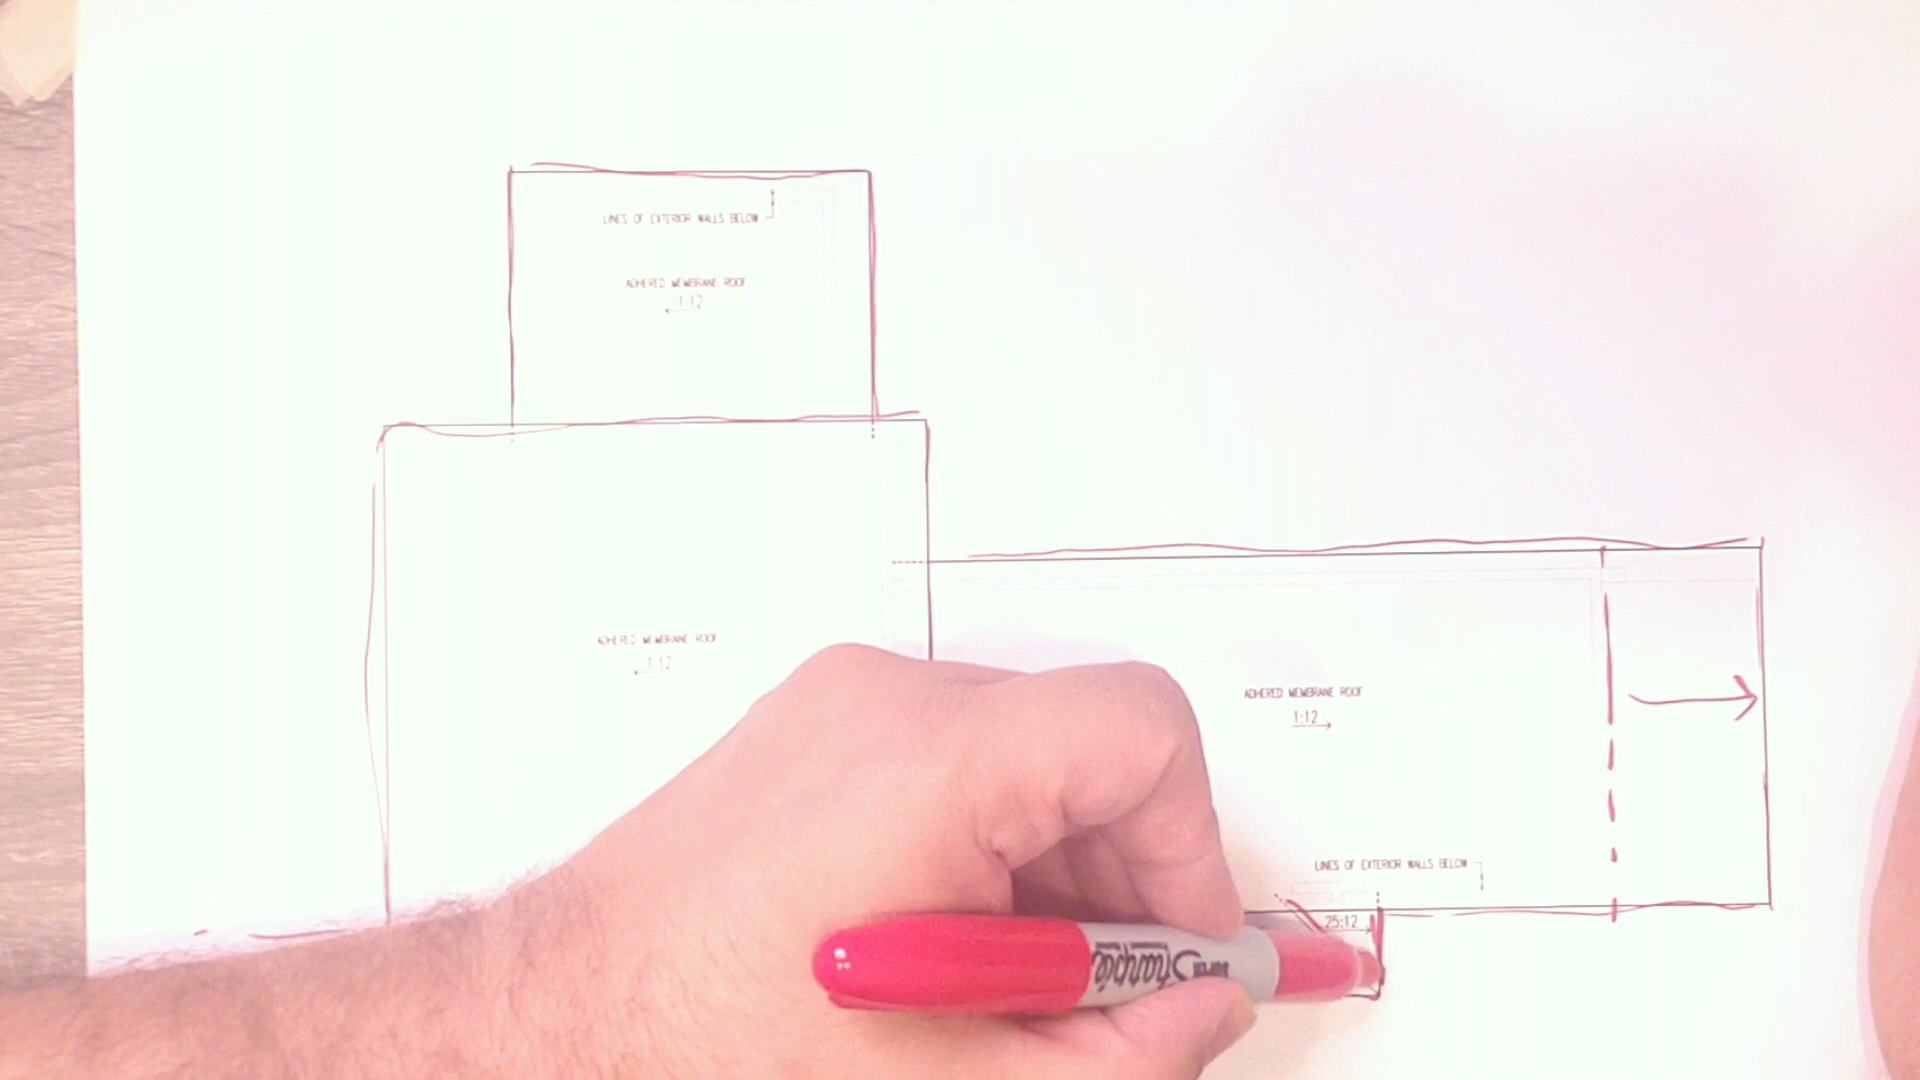 LINES OF EXTERIOR WALLS BELOW
ADHERED MEMBRANE ROOF
1:12
ADHERED MEMBRANE ROOF
1:12
ADHERED MEMBRANE ROOF
1:12
LINES OF EXTERIOR WALLS BELOW
25:12
Sharpie
SUPER